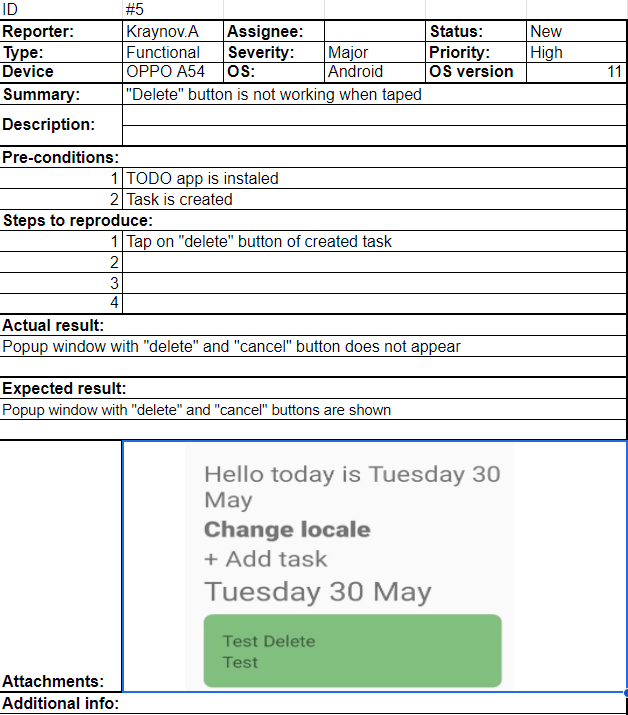 ID #5
Reporter: Kraynov.A Assignee: Status: New
Type: Functional Severity: Major Priority: High
Device OPPO A54 OS: Android OS version 11
Summary: "Delete" button is not working when taped
Description:
Pre-conditions:
1 TODO app is instaled
2 Task is created
Steps to reproduce:
1 Tap on "delete" button of created task
2
3
4
Actual result:
Popup window with "delete" and "cancel" button does not appear
Expected result:
Popup window with "delete" and "cancel" buttons are shown
Hello today is Tuesday 30
May
Change locale
+ Add task
Tuesday 30 May
Test Delete
Test
Attachments:
Additional info: